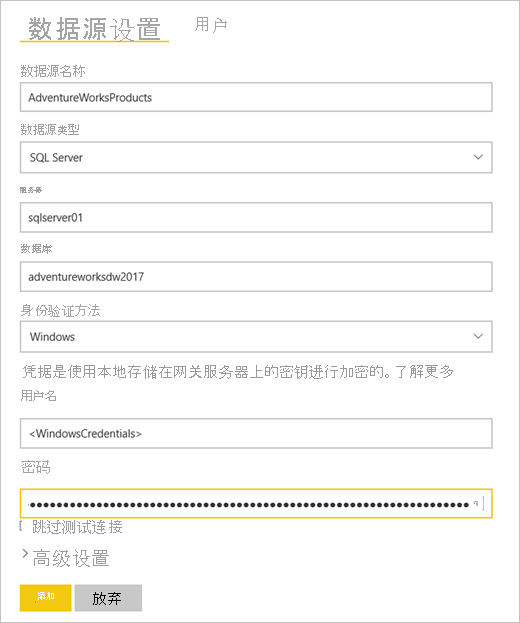 数据源设置 用户
数据源名称
AdventureWorksProducts
数据源类型
SQL Server
服务器
sqlserver01
数据库
adventureworksdw2017
身份验证方法
Windows
凭据是使用本地存储在网关服务器上的密钥进行加密的。了解更多
用户名
<WindowsCredentials>
密码
跳过测试连接
高级设置
添加 放弃